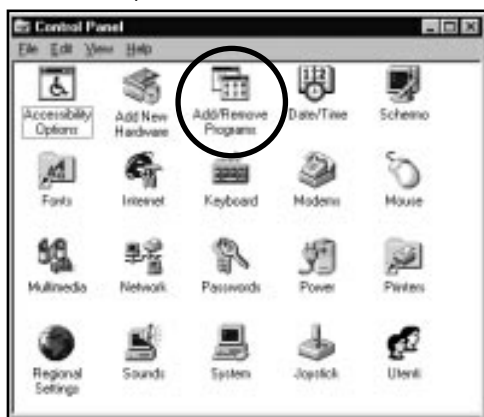 Control Panel
File Edit View Help
Accessibility Options
Add New Hardware
Add/Remove Programs
Date/Time
Schermo
Fonts
Internet
Keyboard
Modems
Mouse
Multimedia
Network
Passwords
Power
Printers
Regional Settings
Sounds
System
Joystick
Utenti